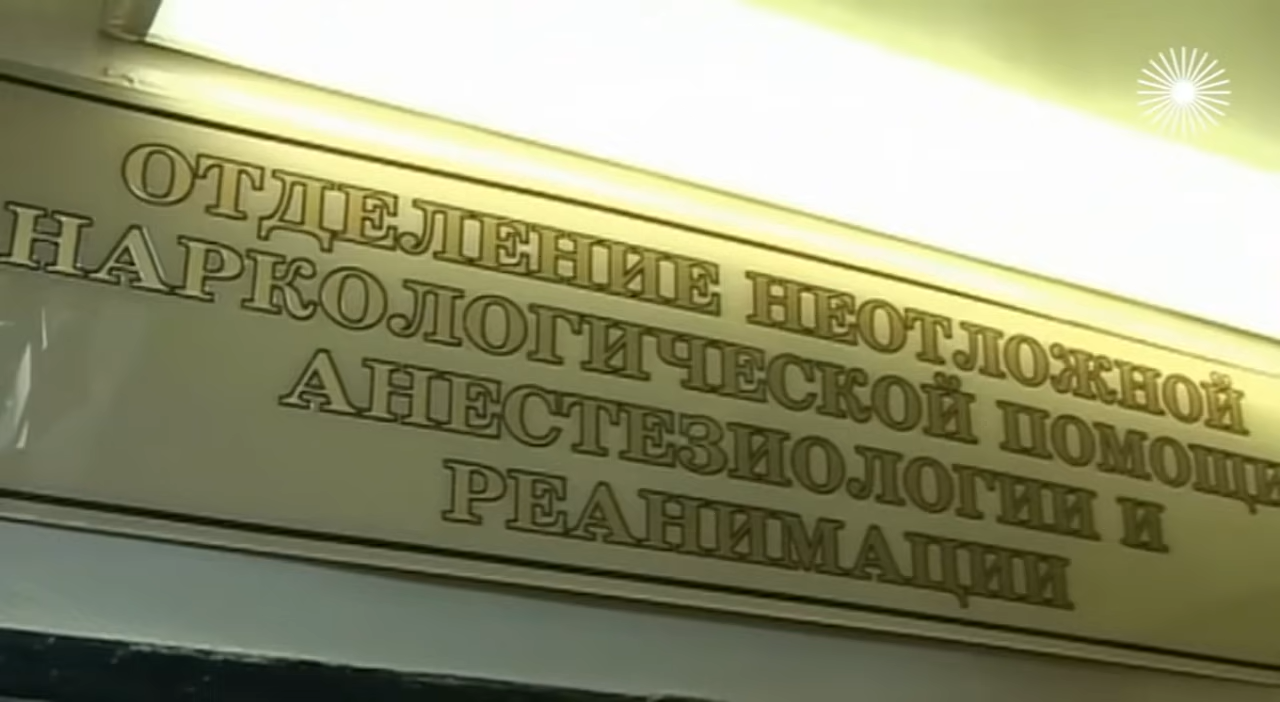 ОТДЕЛЕНИЕ НЕОТЛОЖНОЙ
НАРКОЛОГИЧЕСКОЙ ПОМОЩИ
АНЕСТЕЗИОЛОГИИ И
РЕАНИМАЦИИ